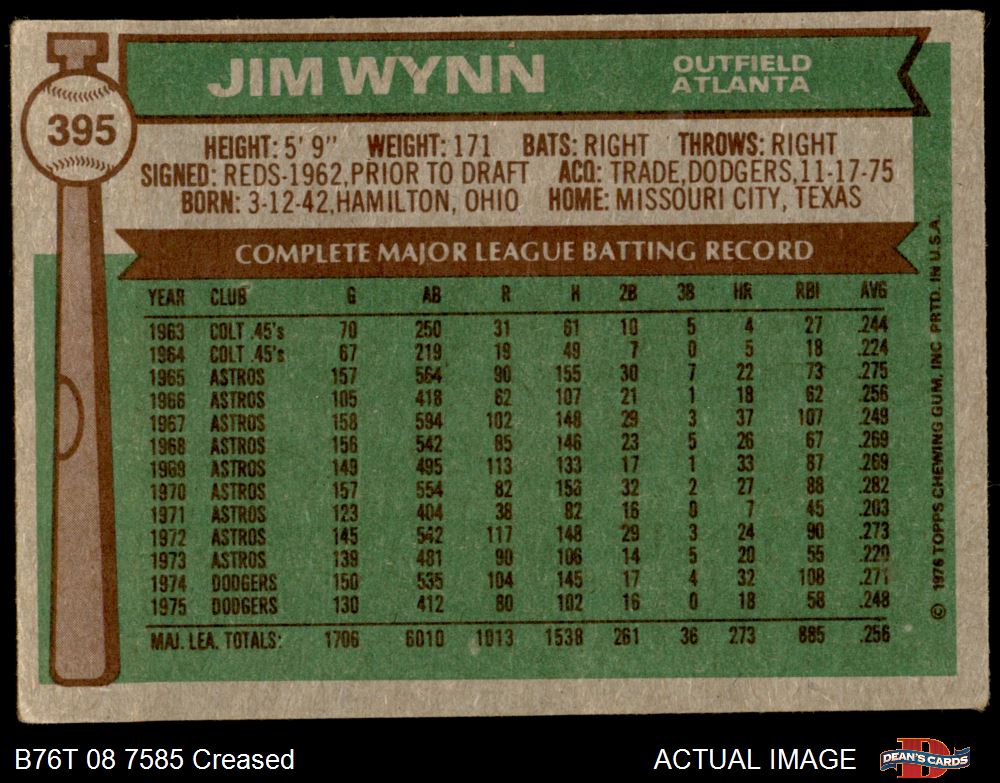 JIM WYNN
OUTFIELD
ATLANTA
395
HEIGHT: 5' 9" WEIGHT: 171 BATS: RIGHT THROWS: RIGHT
SIGNED: REDS-1962,PRIOR TO DRAFT ACQ: TRADE,DODGERS,11-17-75
BORN: 3-12-42,HAMILTON, OHIO HOME: MISSOURI CITY, TEXAS
COMPLETE MAJOR LEAGUE BATTING RECORD
YEAR CLUB G AB R H 2B 3B HR RBI AVG
1963 COLT .45's 70 250 31 61 10 5 4 27 .244
1964 COLT .45's 67 219 19 49 7 0 5 18 .224
1965 ASTROS 157 564 90 155 30 7 22 73 .275
1966 ASTROS 105 418 62 107 21 1 18 62 .256
1967 ASTROS 158 594 102 148 29 3 37 107 .249
1968 ASTROS 156 542 85 146 23 5 26 67 .269
1969 ASTROS 149 495 113 133 17 1 33 87 .269
1970 ASTROS 157 554 82 156 32 2 27 88 .282
1971 ASTROS 123 404 38 82 16 0 7 45 .203
1972 ASTROS 145 542 117 148 29 3 24 90 .273
1973 ASTROS 139 481 90 106 14 5 20 55 .220
1974 DODGERS 150 535 104 145 17 4 32 108 .271
1975 DODGERS 130 412 80 102 16 0 18 58 .248
MAJ. LEA. TOTALS: 1706 6010 1013 1538 261 36 273 885 .256
© 1976 TOPPS CHEWING GUM, INC PRTD. IN U.S.A.
B76T 08 7585 Creased
ACTUAL IMAGE
D
DEAN'S CARDS